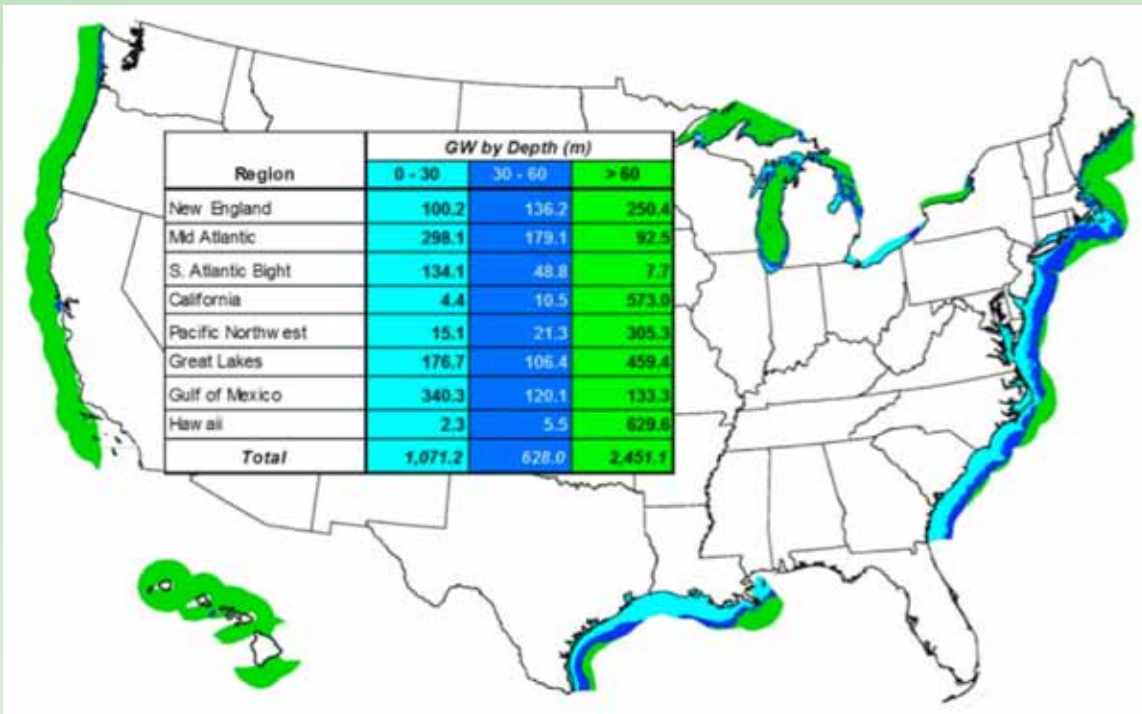 GW by Depth (m)
Region 0 - 30 30 - 60 > 60
New England 100.2 136.2 250.4
Mid Atlantic 298.1 179.1 92.5
S. Atlantic Bight 134.1 48.8 7.7
California 4.4 10.5 573.0
Pacific Northwest 15.1 21.3 305.3
Great Lakes 176.7 106.4 459.4
Gulf of Mexico 340.3 120.1 133.3
Hawaii 2.3 5.5 629.6
Total 1,071.2 628.0 2,451.1